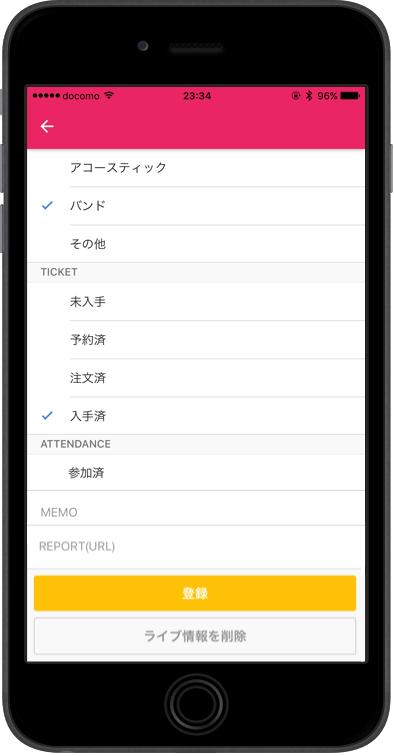 docomo 23:34 96%
アコースティック
バンド
その他
TICKET
未入手
予約済
注文済
入手済
ATTENDANCE
参加済
MEMO
REPORT(URL)
登録
ライブ情報を削除